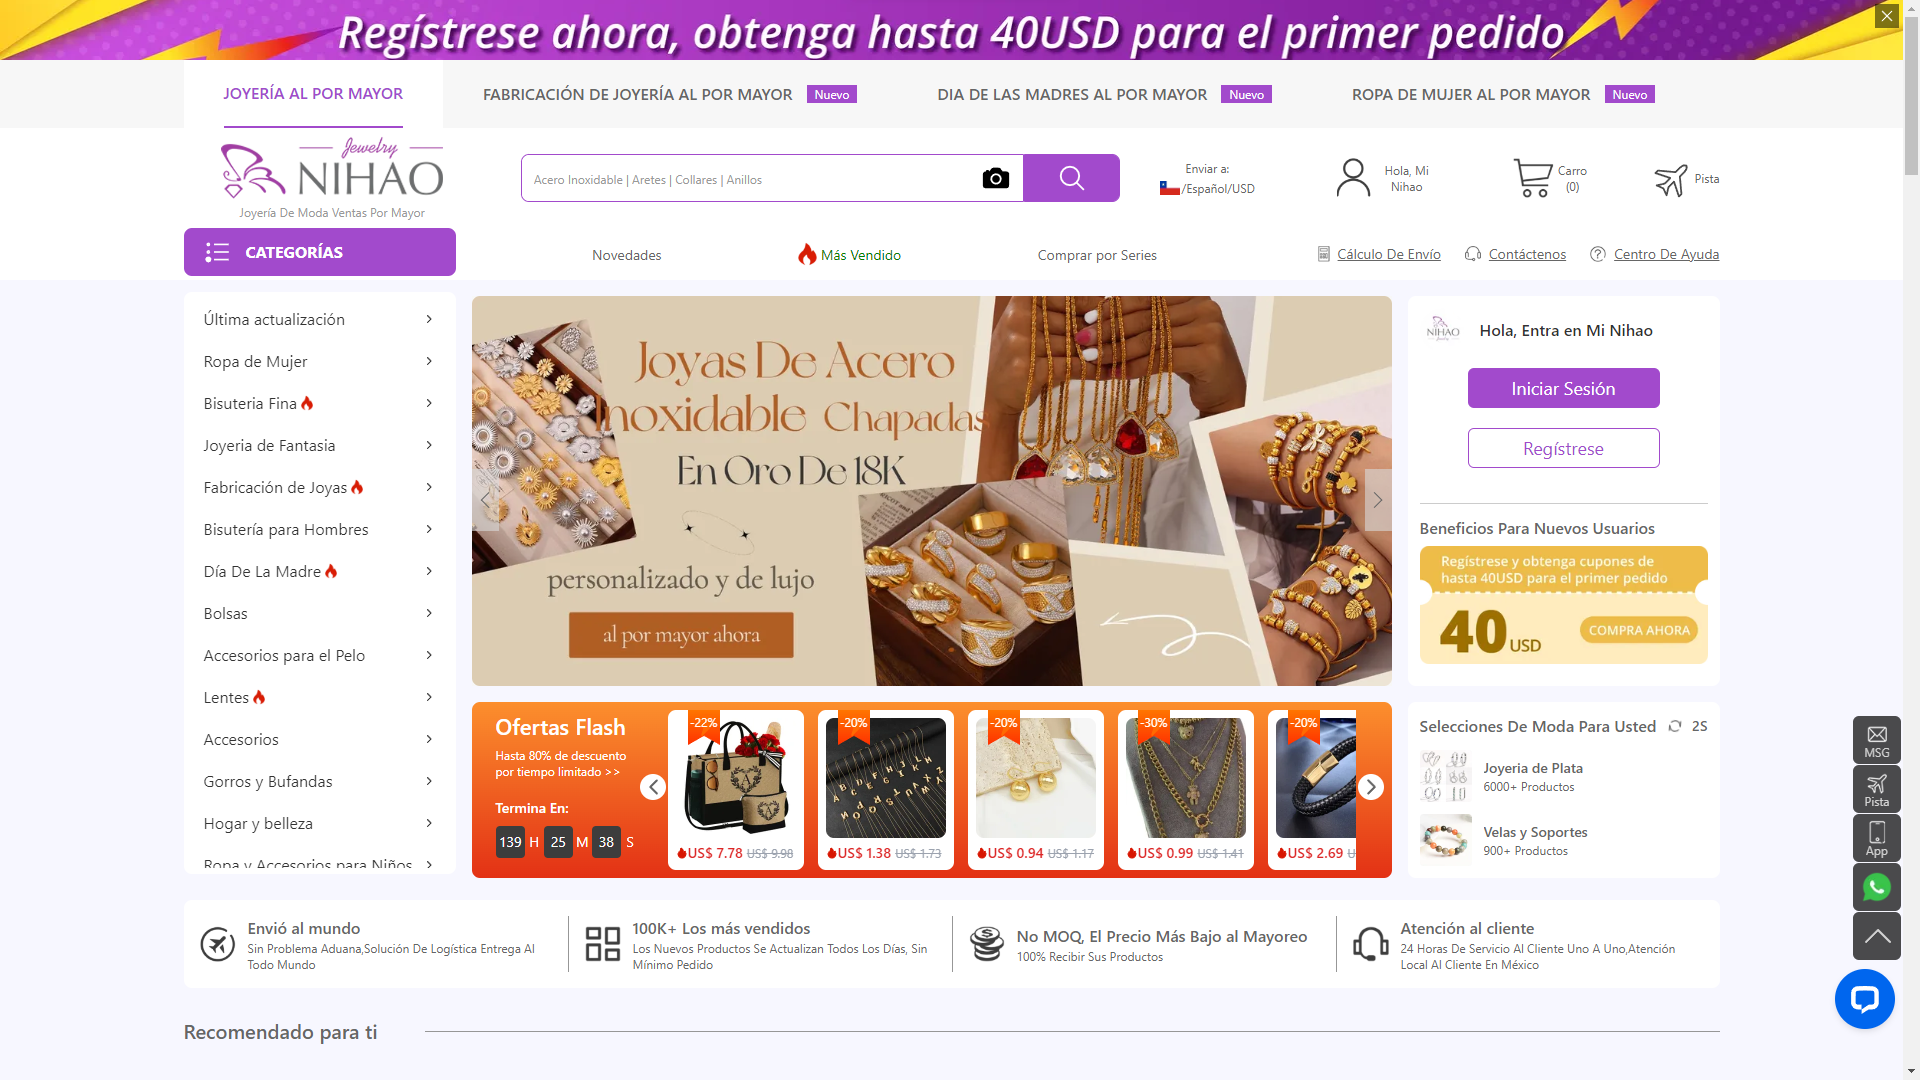 Regístrese ahora, obtenga hasta 40USD para el primer pedido
JOYERÍA AL POR MAYOR
FABRICACIÓN DE JOYERÍA AL POR MAYOR Nuevo
DIA DE LAS MADRES AL POR MAYOR Nuevo
ROPA DE MUJER AL POR MAYOR Nuevo
Jewelry
NIHAO
Joyería De Moda Ventas Por Mayor
Acero Inoxidable | Aretes | Collares | Anillos
Enviar a:
/Español/USD
Hola, Mi
Nihao
Carro
(0)
Pista
CATEGORÍAS
Novedades
Más Vendido
Comprar por Series
Cálculo De Envío
Contáctenos
Centro De Ayuda
Última actualización
Ropa de Mujer
Bisuteria Fina
Joyeria de Fantasia
Fabricación de Joyas
Bisutería para Hombres
Día De La Madre
Bolsas
Accesorios para el Pelo
Lentes
Accesorios
Gorros y Bufandas
Hogar y belleza
Ropa y Accesorios para Niños
Joyas De Acero
Inoxidable Chapadas
En Oro De 18K
personalizado y de lujo
al por mayor ahora
NIHAO
Hola, Entra en Mi Nihao
Iniciar Sesión
Regístrese
Beneficios Para Nuevos Usuarios
Regístrese y obtenga cupones de
hasta 40USD para el primer pedido
40 USD
COMPRA AHORA
Ofertas Flash
Hasta 80% de descuento
por tiempo limitado >>
Termina En:
139 H 25 M 38 S
-22%
US$ 7.78 US$ 9.98
-20%
US$ 1.38 US$ 1.73
-20%
US$ 0.94 US$ 1.17
-30%
US$ 0.99 US$ 1.41
-20%
US$ 2.69
Selecciones De Moda Para Usted 2S
Joyeria de Plata
6000+ Productos
Velas y Soportes
900+ Productos
MSG
Pista
App
Envió al mundo
Sin Problema Aduana,Solución De Logística Entrega Al
Todo Mundo
100K+ Los más vendidos
Los Nuevos Productos Se Actualizan Todos Los Días, Sin
Mínimo Pedido
No MOQ, El Precio Más Bajo al Mayoreo
100% Recibir Sus Productos
Atención al cliente
24 Horas De Servicio Al Cliente Uno A Uno,Atención
Local Al Cliente En México
Recomendado para ti